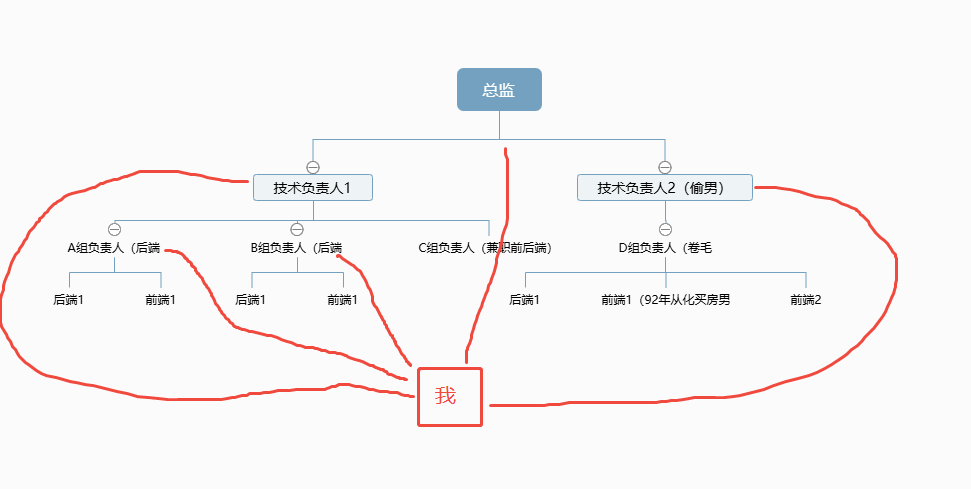 总监
技术负责人1
技术负责人2（偷男）
A组负责人（后端
B组负责人（后端
C组负责人（兼职前后端）
D组负责人（卷毛
后端1
前端1
后端1
前端1
后端1
前端1（92年从化买房男
前端2
我